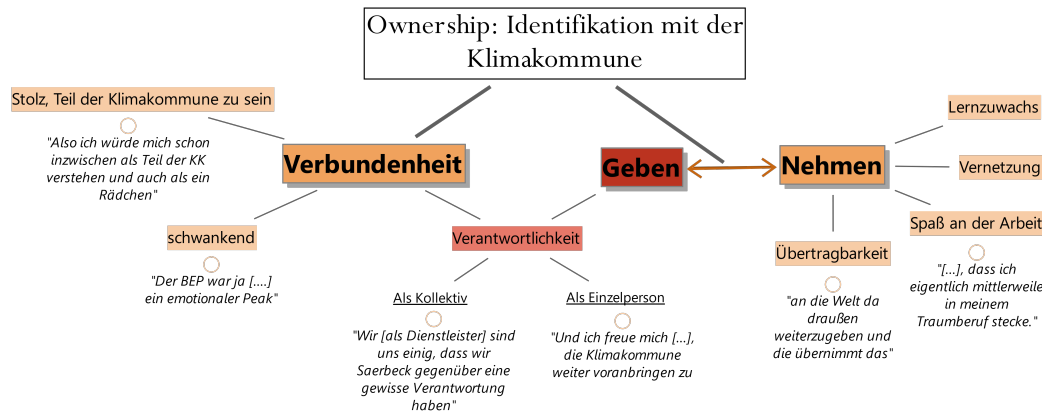 Ownership: Identifikation mit der
Klimakommune
Stolz, Teil der Klimakommune zu sein
"Also ich würde mich schon
inzwischen als Teil der KK
verstehen und auch als ein
Rädchen"
Verbundenheit
schwankend
"Der BEP war ja [....]
ein emotionaler Peak"
Geben
Verantwortlichkeit
Als Kollektiv
"Wir [als Dienstleister] sind
uns einig, dass wir
Saerbeck gegenüber eine
gewisse Verantwortung
haben"
Als Einzelperson
"Und ich freue mich [...],
die Klimakommune
weiter voranbringen zu
Nehmen
Lernzuwachs
Vernetzung
Spaß an der Arbeit
"[...], dass ich
eigentlich mittlerweile
in meinem
Traumberuf stecke."
Übertragbarkeit
"an die Welt da
draußen
weiterzugeben und
die übernimmt das"